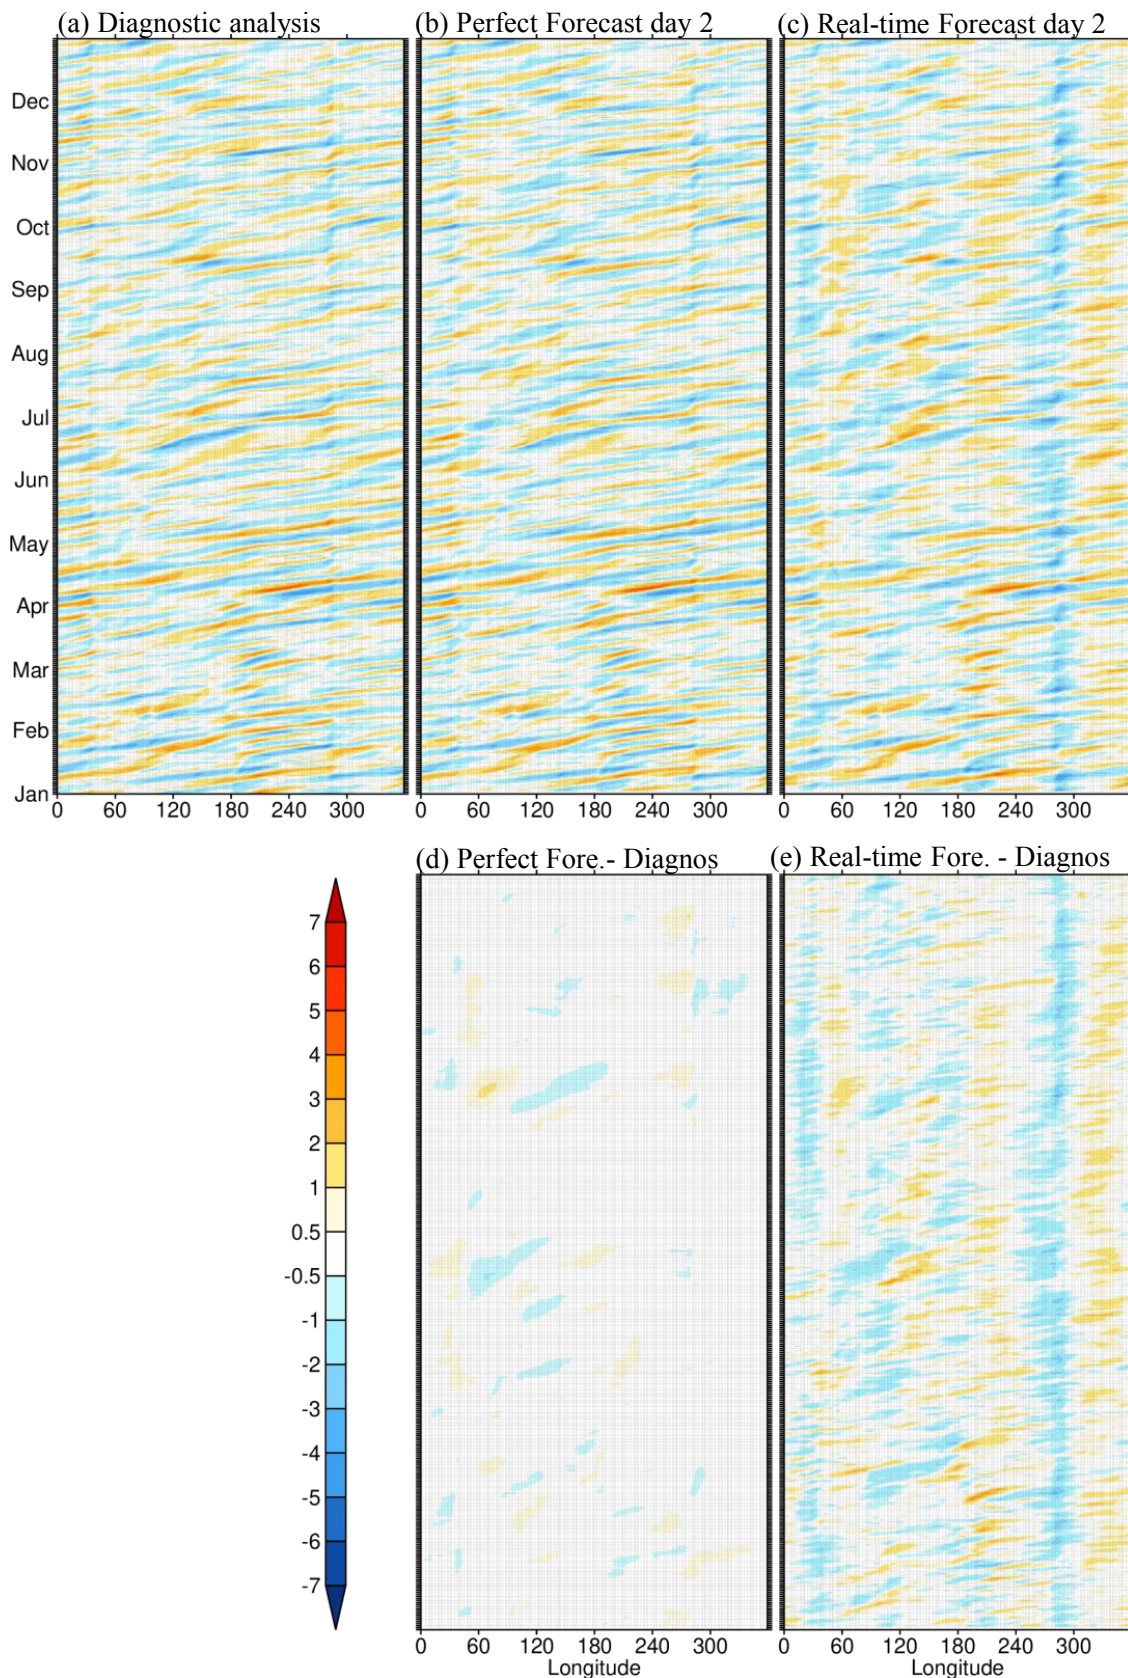 (a) Diagnostic analysis (b) Perfect Forecast day 2 (c) Real-time Forecast day 2
Dec
Nov
Oct
Sep
Aug
Jul
Jun
May
Apr
Mar
Feb
Jan
0 60 120 180 240 300 0 60 120 180 240 300 0 60 120 180 240 300
(d) Perfect Fore.- Diagnos (e) Real-time Fore. - Diagnos
7
6
5
4
3
2
1
0.5
-0.5
-1
-2
-3
-4
-5
-6
-7
0 60 120 180 240 300 0 60 120 180 240 300
Longitude Longitude